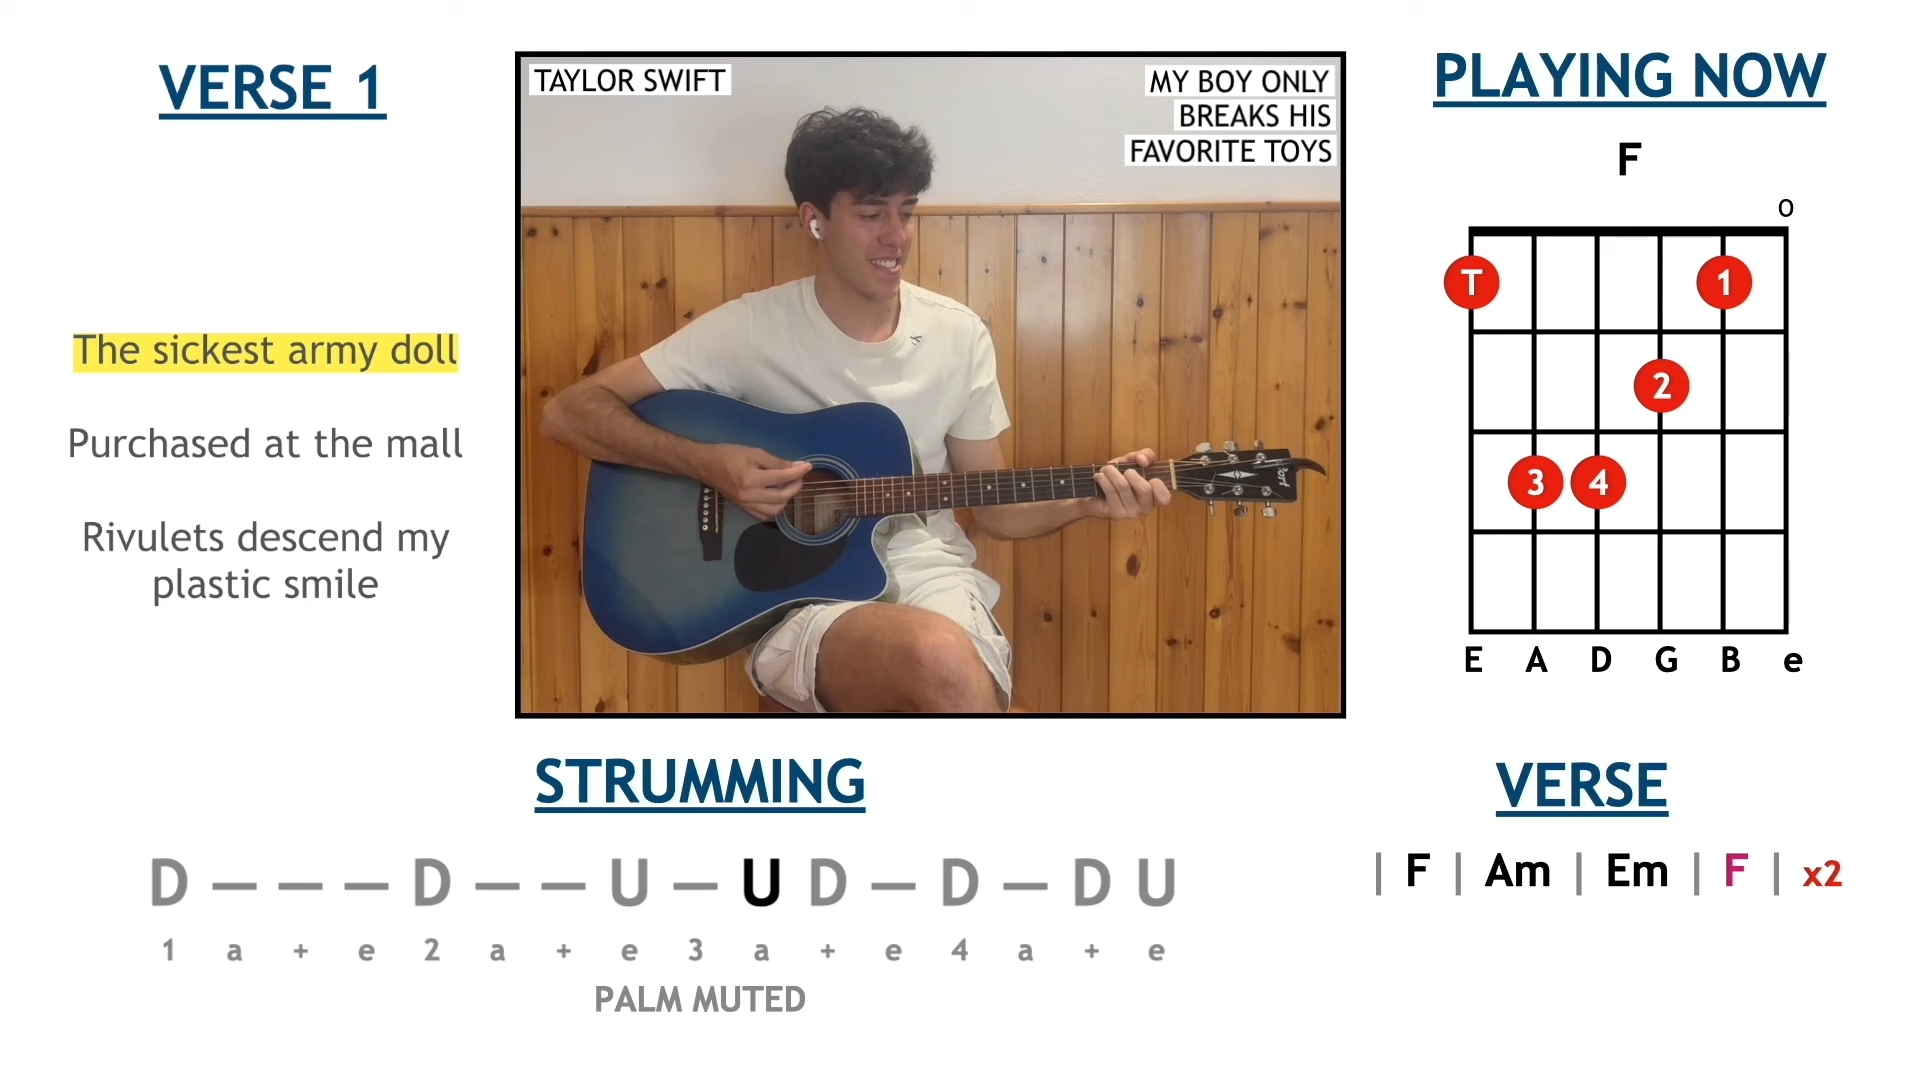 VERSE 1
The sickest army doll
Purchased at the mall
Rivulets descend my
plastic smile
TAYLOR SWIFT
MY BOY ONLY
BREAKS HIS
FAVORITE TOYS
PLAYING NOW
F
o
T 1
2
3 4
E A D G B e
STRUMMING
D — — — D — — U — U D — D — D U
1 a + e 2 a + e 3 a + e 4 a + e
PALM MUTED
VERSE
| F | Am | Em | F | x2